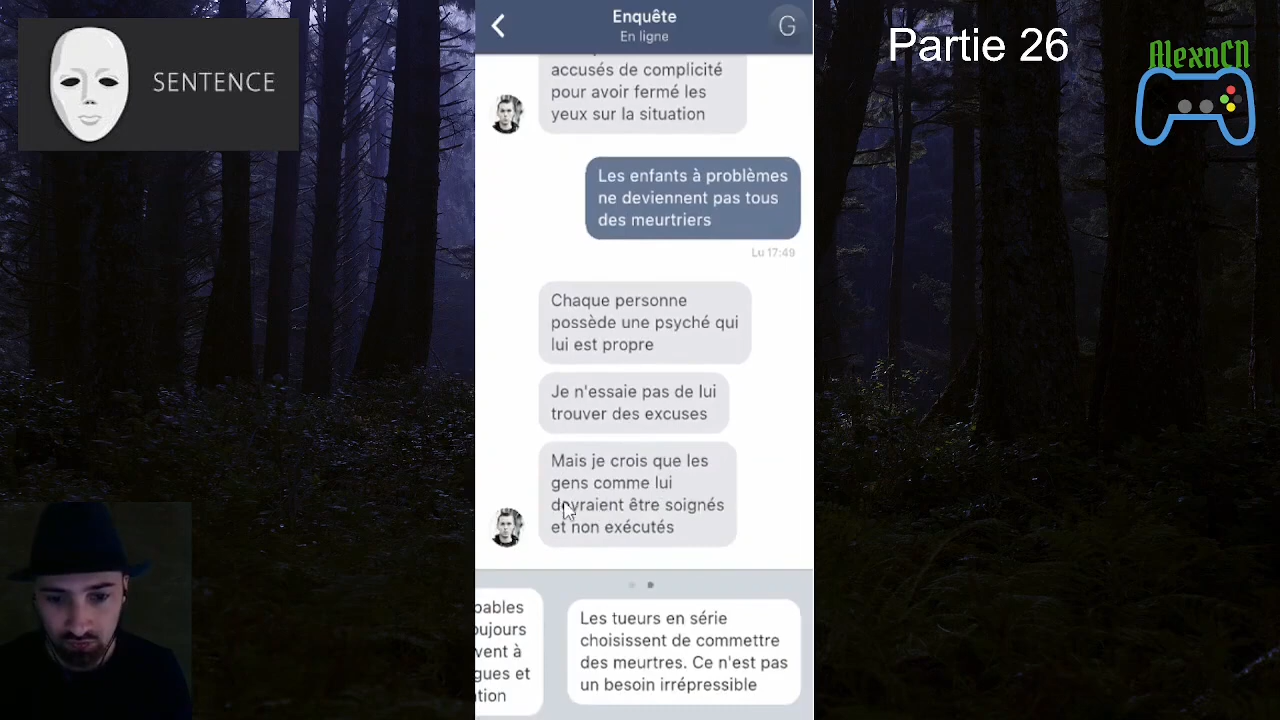 SENTENCE
Enquête
En ligne
G
Partie 26
AlexnCN
accusés de complicité
pour avoir fermé les
yeux sur la situation
Les enfants à problèmes
ne deviennent pas tous
des meurtriers
Lu 17:49
Chaque personne
possède une psyché qui
lui est propre
Je n'essaie pas de lui
trouver des excuses
Mais je crois que les
gens comme lui
devraient être soignés
et non exécutés
Les tueurs en série
choisissent de commettre
des meurtres. Ce n'est pas
un besoin irrépressible